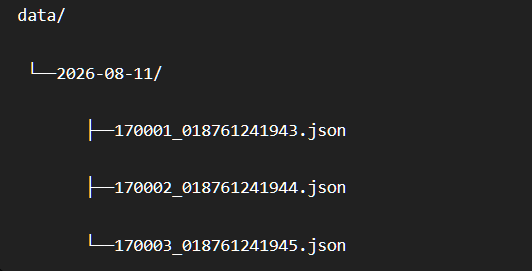 data/
└──2026-08-11/
├──170001_018761241943.json
├──170002_018761241944.json
└──170003_018761241945.json